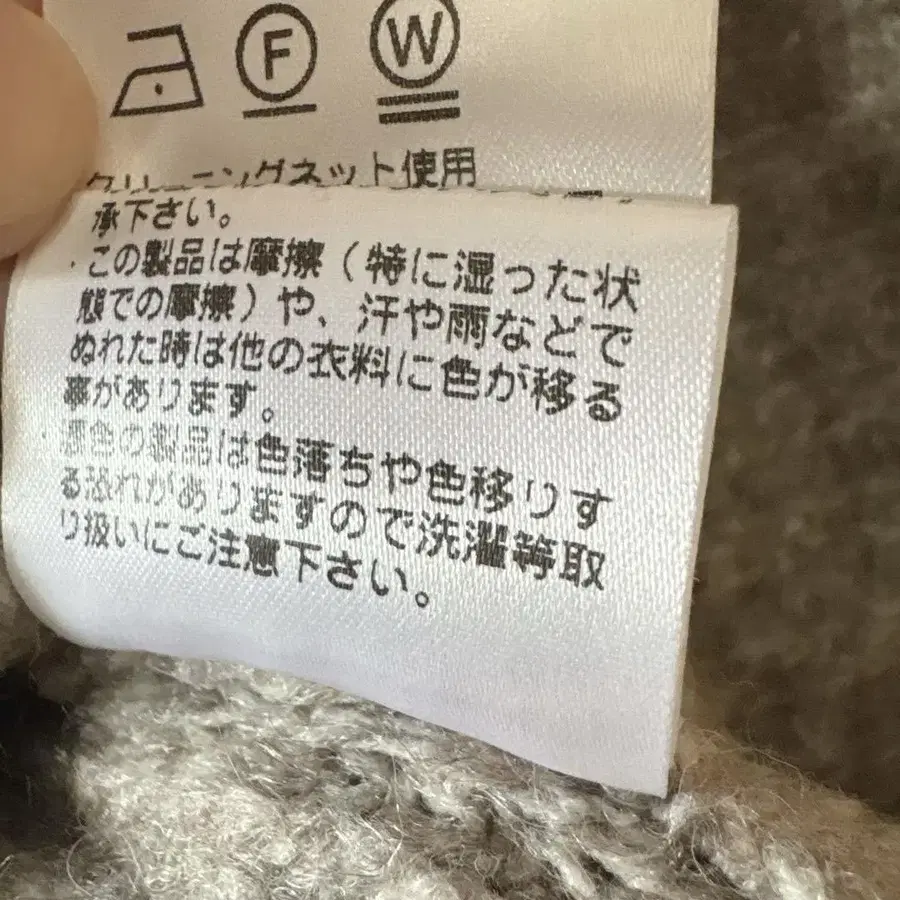 F W
クリーニングネット使用
承下さい。
・この製品は摩擦(特に湿った状
態での摩擦)や、汗や雨などで
ぬれた時は他の衣料に色が移る
事があります。
・濃色の製品は色落ちや色移りす
る恐れがありますので洗濯等取
り扱いにご注意下さい。